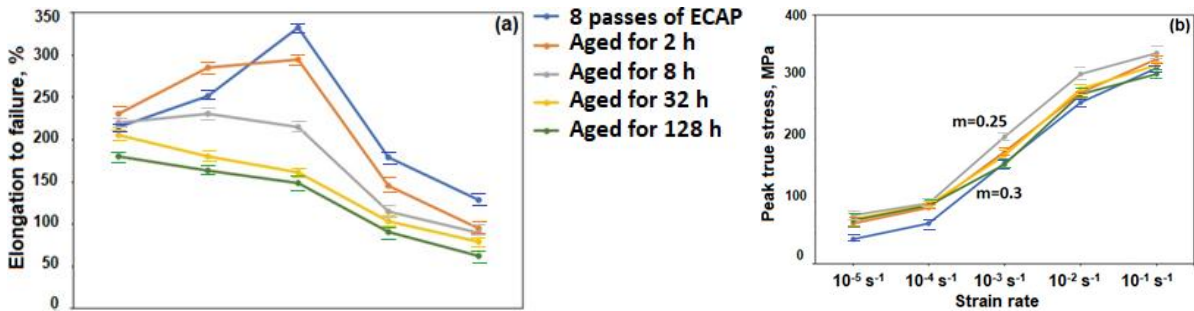 (a)
Elongation to failure, %
350
300
250
200
150
100
50
0
8 passes of ECAP
Aged for 2 h
Aged for 8 h
Aged for 32 h
Aged for 128 h
(b)
Peak true stress, MPa
400
300
200
100
0
m=0.25
m=0.3
10⁻⁵ s⁻¹ 10⁻⁴ s⁻¹ 10⁻³ s⁻¹ 10⁻² s⁻¹ 10⁻¹ s⁻¹
Strain rate